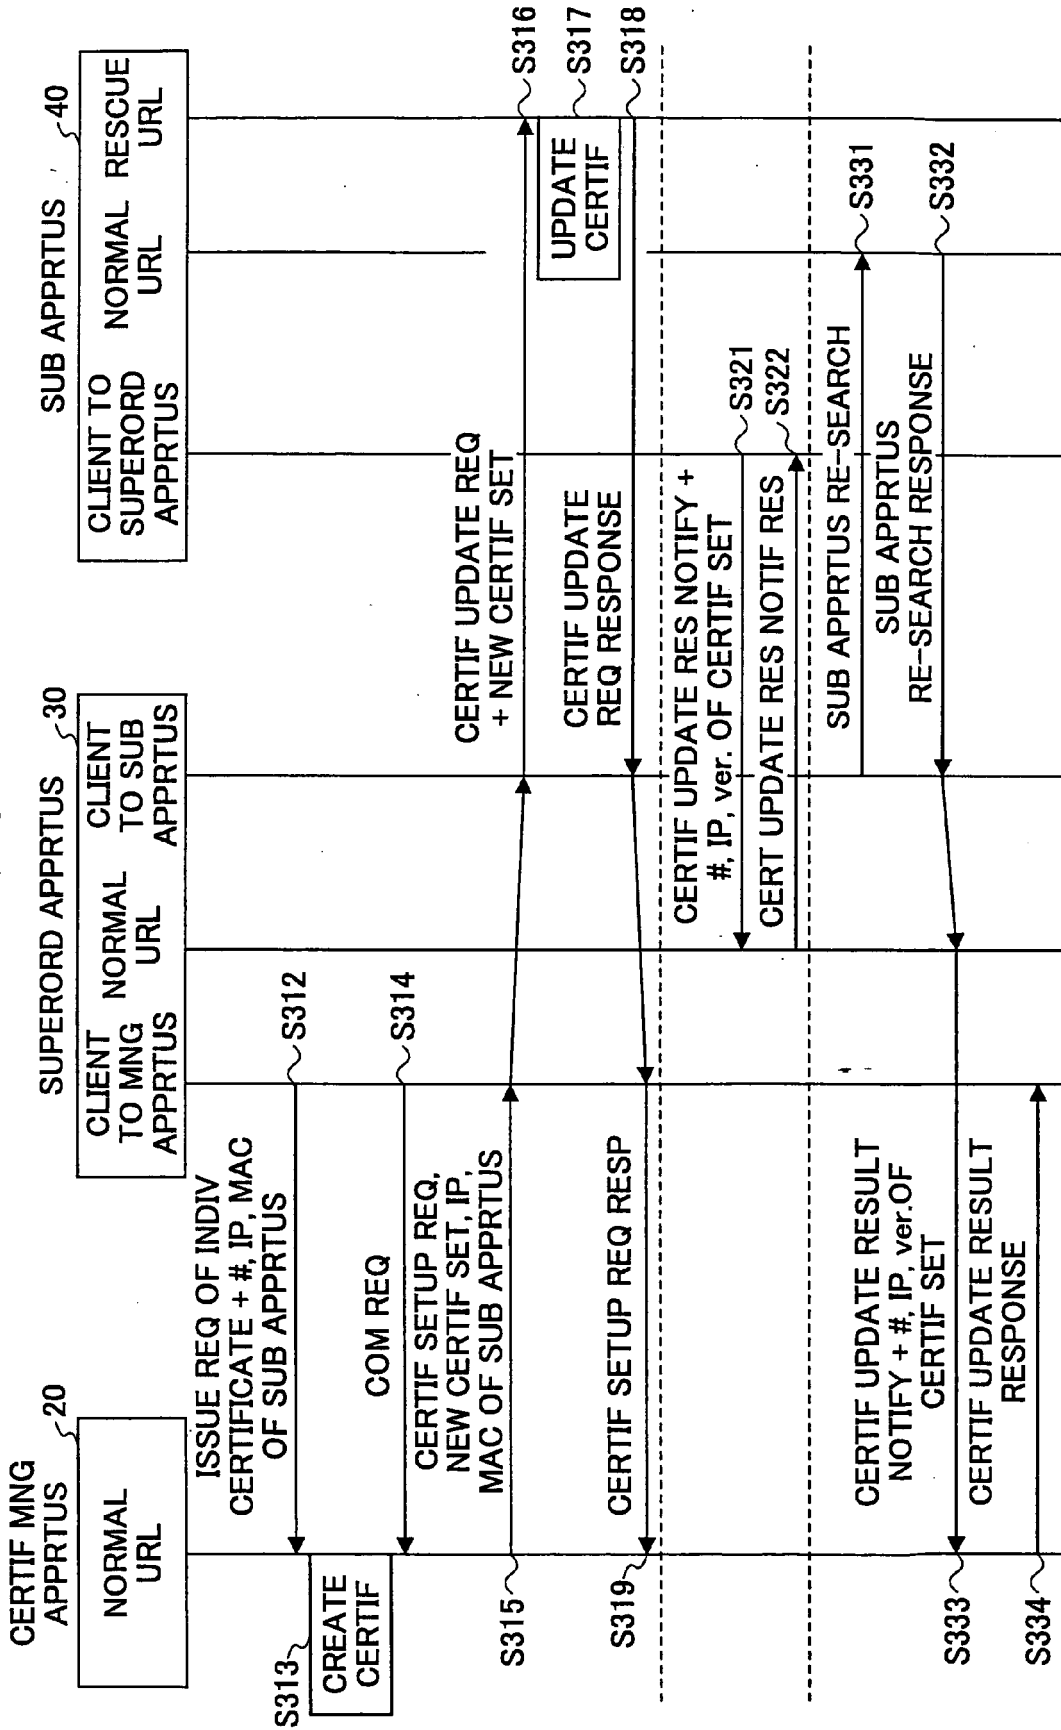 CERTIF MNG
APPRTUS
20
NORMAL
URL
SUPERORD APPRTUS
30
CLIENT
TO MNG
APPRTUS
NORMAL
URL
CLIENT
TO SUB
APPRTUS
SUB APPRTUS
40
CLIENT TO
SUPERORD
APPRTUS
NORMAL
URL
RESCUE
URL
ISSUE REQ OF INDIV
CERTIFICATE + #, IP, MAC
OF SUB APPRTUS
S312
S313
CREATE
CERTIF
COM REQ
S314
CERTIF SETUP REQ,
NEW CERTIF SET, IP,
MAC OF SUB APPRTUS
S315
CERTIF UPDATE REQ
+ NEW CERTIF SET
S316
UPDATE
CERTIF
S317
CERTIF UPDATE
REQ RESPONSE
S318
CERTIF SETUP REQ RESP
S319
CERTIF UPDATE RES NOTIFY +
#, IP, ver. OF CERTIF SET
S321
CERT UPDATE RES NOTIF RES
S322
SUB APPRTUS RE-SEARCH
S331
SUB APPRTUS
RE-SEARCH RESPONSE
S332
CERTIF UPDATE RESULT
NOTIFY + #, IP, ver.OF
CERTIF SET
S333
CERTIF UPDATE RESULT
RESPONSE
S334